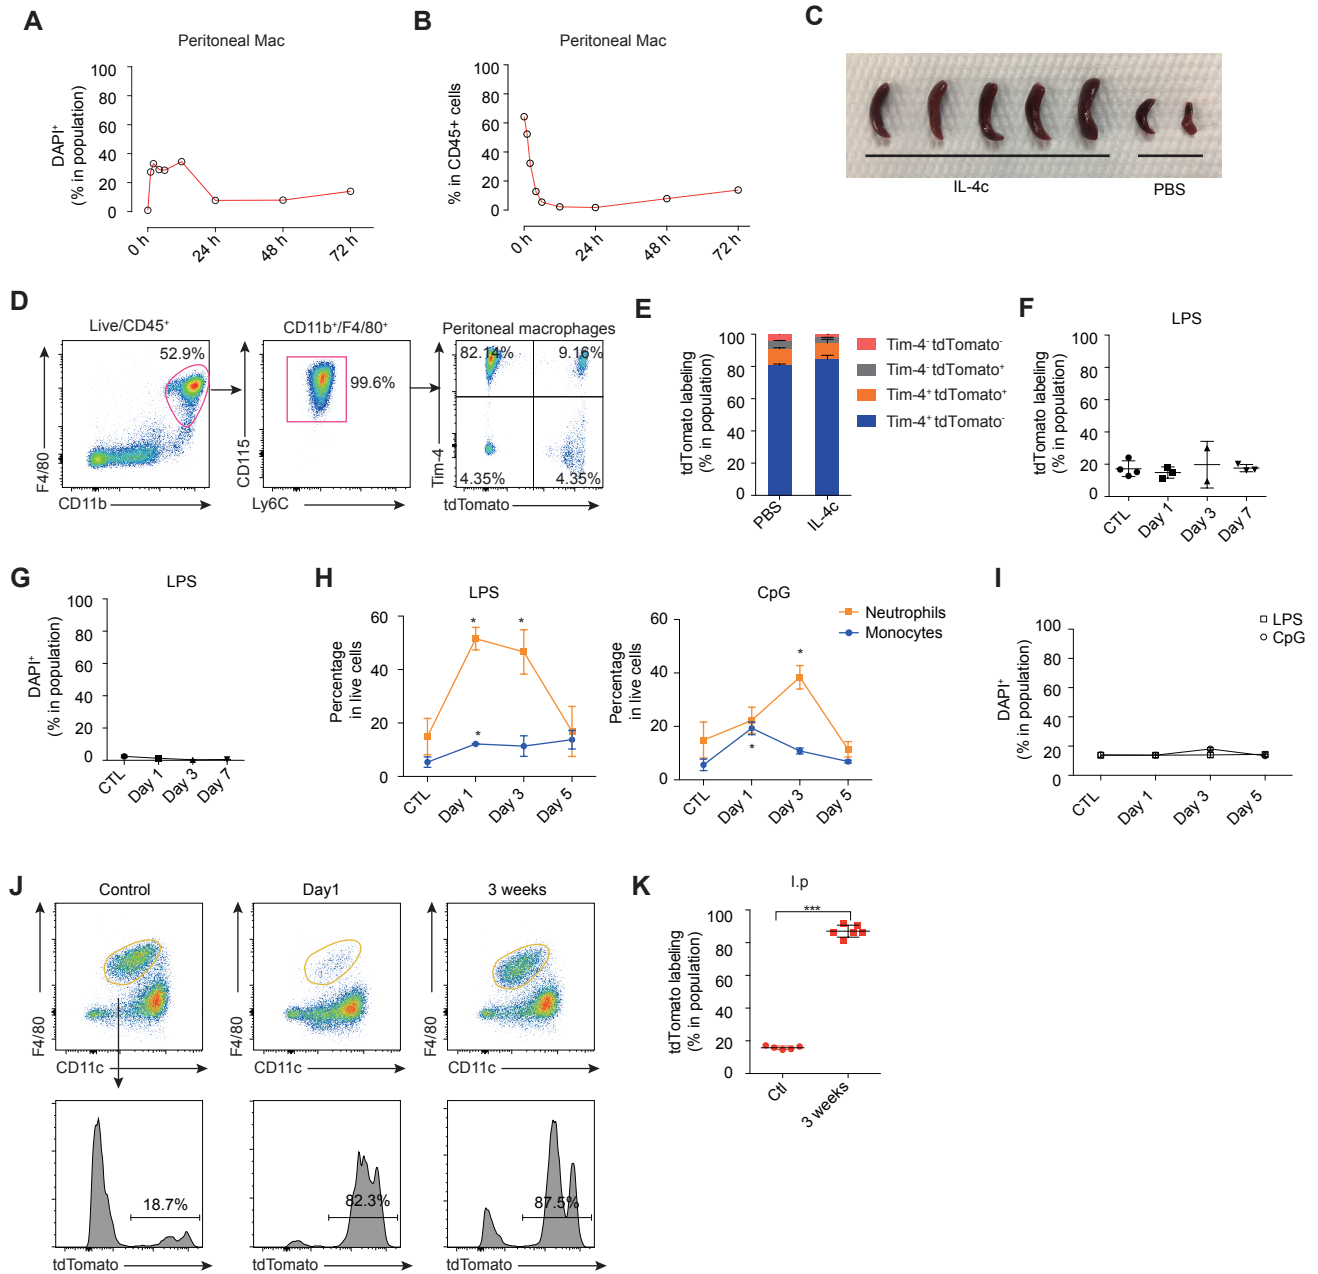 A
Peritoneal Mac
DAPI⁺
(% in population)
100
80
60
40
20
0
0 h
24 h
48 h
72 h
B
Peritoneal Mac
% in CD45+ cells
100
80
60
40
20
0
0 h
24 h
48 h
72 h
C
IL-4c
PBS
D
Live/CD45⁺
52.9%
F4/80
CD11b
CD11b⁺/F4/80⁺
99.6%
CD115
Ly6C
Peritoneal macrophages
82.14%
9.16%
4.35%
4.35%
Tim-4
tdTomato
E
tdTomato labeling
(% in population)
100
80
60
40
20
0
PBS
IL-4c
Tim-4⁻ tdTomato⁻
Tim-4⁻ tdTomato⁺
Tim-4⁺ tdTomato⁺
Tim-4⁺ tdTomato⁻
F
LPS
tdTomato labeling
(% in population)
100
80
60
40
20
0
CTL
Day 1
Day 3
Day 7
G
LPS
DAPI⁺
(% in population)
100
80
60
40
20
0
CTL
Day 1
Day 3
Day 7
H
LPS
Percentage
in live cells
60
40
20
0
*
*
*
CTL
Day 1
Day 3
Day 5
CpG
Percentage
in live cells
60
40
20
0
*
*
CTL
Day 1
Day 3
Day 5
Neutrophils
Monocytes
I
LPS
CpG
DAPI⁺
(% in population)
100
80
60
40
20
0
CTL
Day 1
Day 3
Day 5
J
Control
Day1
3 weeks
F4/80
CD11c
F4/80
CD11c
F4/80
CD11c
18.7%
82.3%
87.5%
tdTomato
tdTomato
tdTomato
K
I.p
***
tdTomato labeling
(% in population)
100
80
60
40
20
0
Ctl
3 weeks